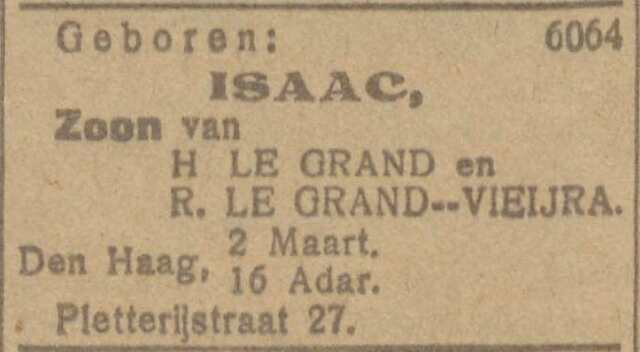 Geboren: 6064
ISAAC,
Zoon van
H LE GRAND en
R. LE GRAND--VIEIJRA.
Den Haag, 2 Maart.
16 Adar.
Pletterijstraat 27.